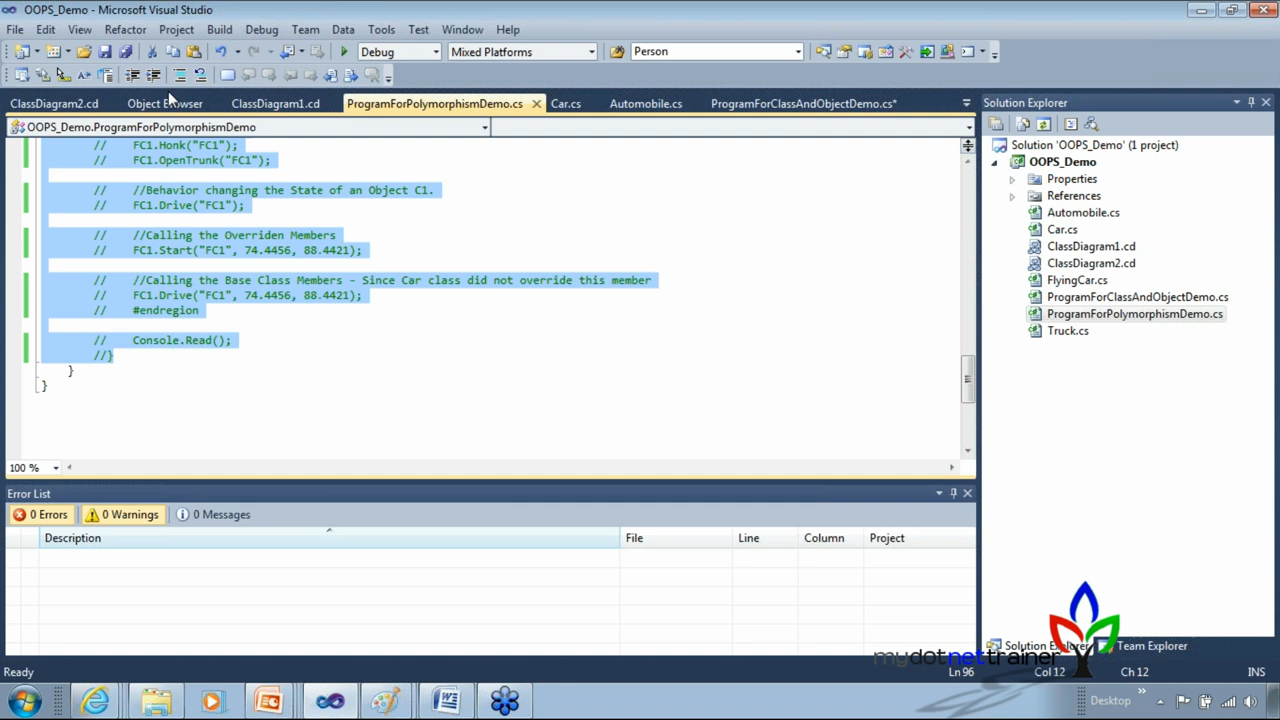 OOPS_Demo - Microsoft Visual Studio
File Edit View Refactor Project Build Debug Team Data Tools Test Window Help
Debug Mixed Platforms Person
ClassDiagram2.cd Object Browser ClassDiagram1.cd ProgramForPolymorphismDemo.cs Car.cs Automobile.cs ProgramForClassAndObjectDemo.cs*
OOPS_Demo.ProgramForPolymorphismDemo
// FC1.Honk("FC1");
// FC1.OpenTrunk("FC1");
// //Behavior changing the State of an Object C1.
// FC1.Drive("FC1");
// //Calling the Overriden Members
// FC1.Start("FC1", 74.4456, 88.4421);
// //Calling the Base Class Members - Since Car class did not override this member
// FC1.Drive("FC1", 74.4456, 88.4421);
// #endregion
// Console.Read();
//}
}
}
100 %
Error List
0 Errors 0 Warnings 0 Messages
Description File Line Column Project
Solution Explorer
Solution 'OOPS_Demo' (1 project)
OOPS_Demo
Properties
References
Automobile.cs
Car.cs
ClassDiagram1.cd
ClassDiagram2.cd
FlyingCar.cs
ProgramForClassAndObjectDemo.cs
ProgramForPolymorphismDemo.cs
Truck.cs
Solution Explorer Team Explorer
mydotnettrainer
Ready Ln 96 Col 12 Ch 12 INS
Desktop